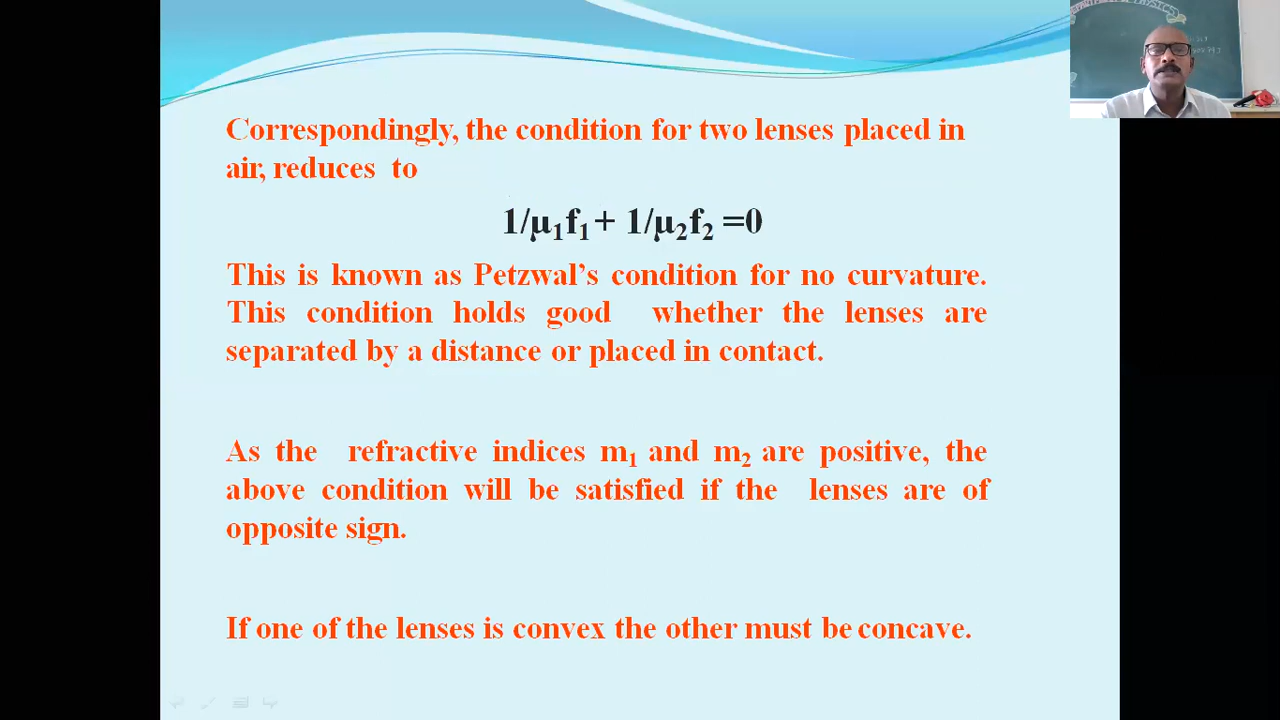 Correspondingly, the condition for two lenses placed in
air, reduces to
1/μ₁f₁ + 1/μ₂f₂ =0
This is known as Petzwal's condition for no curvature.
This condition holds good whether the lenses are
separated by a distance or placed in contact.
As the refractive indices m₁ and m₂ are positive, the
above condition will be satisfied if the lenses are of
opposite sign.
If one of the lenses is convex the other must be concave.